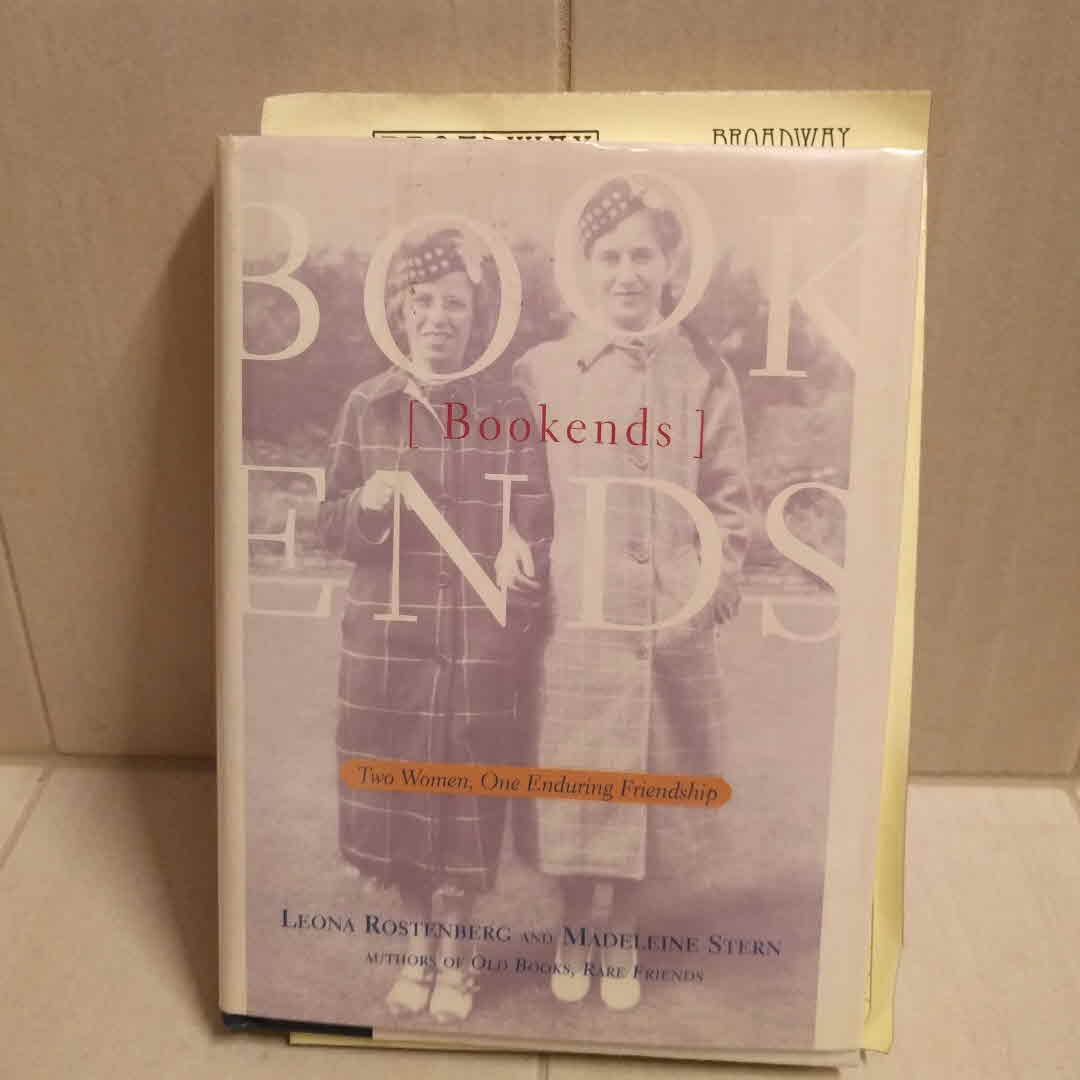 BROADWAY BROADWAY
BOOK
[ Bookends ]
ENDS
Two Women, One Enduring Friendship
LEONA ROSTENBERG AND MADELEINE STERN
AUTHORS OF OLD BOOKS, RARE FRIENDS